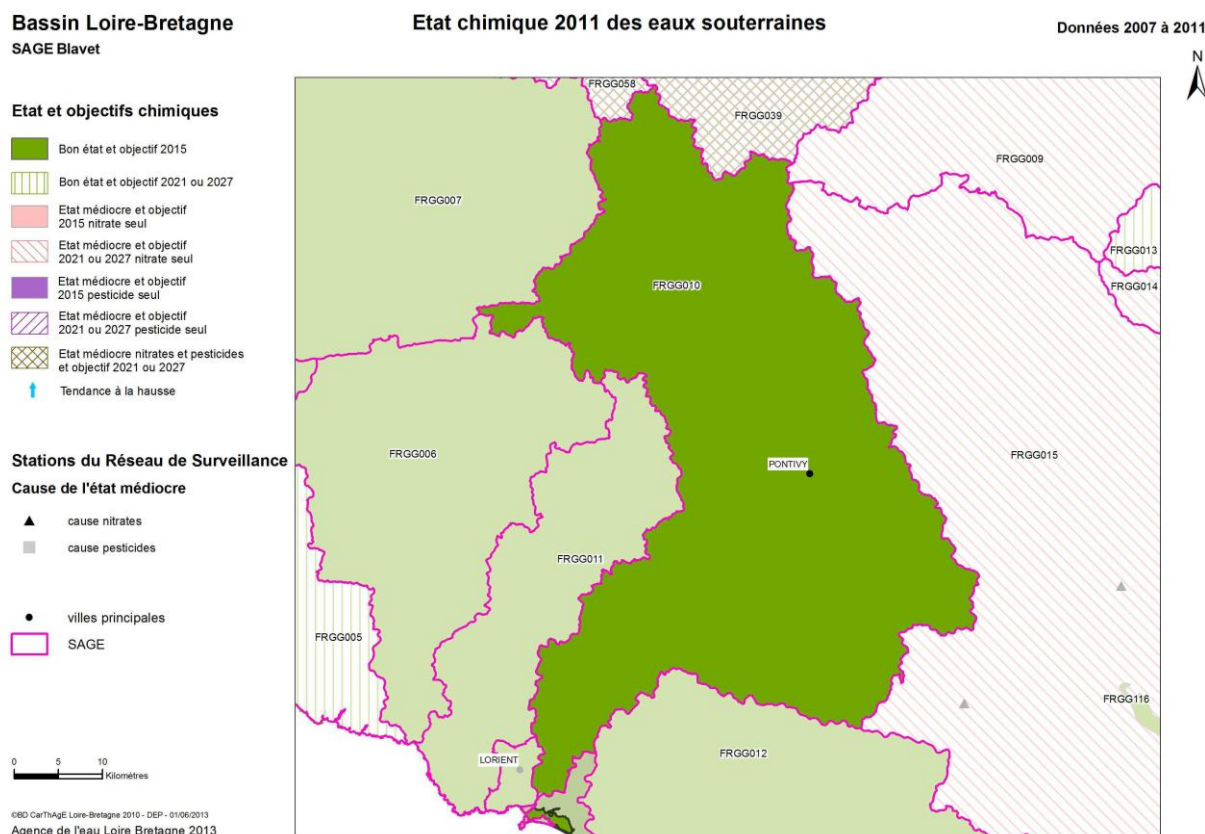 Bassin Loire-Bretagne
SAGE Blavet
Etat chimique 2011 des eaux souterraines
Données 2007 à 2011
N
Etat et objectifs chimiques
Bon état et objectif 2015
Bon état et objectif 2021 ou 2027
Etat médiocre et objectif
2015 nitrate seul
Etat médiocre et objectif
2021 ou 2027 nitrate seul
Etat médiocre et objectif
2015 pesticide seul
Etat médiocre et objectif
2021 ou 2027 pesticide seul
Etat médiocre nitrates et pesticides
et objectif 2021 ou 2027
Tendance à la hausse
Stations du Réseau de Surveillance
Cause de l'état médiocre
cause nitrates
cause pesticides
villes principales
SAGE
0 5 10
Kilomètres
©BD CarThAgE Loire-Bretagne 2010 - DEP - 01/06/2013
Agence de l'eau Loire Bretagne 2013
FRGG058
FRGG039
FRGG009
FRGG007
FRGG013
FRGG014
FRGG010
FRGG006
FRGG015
PONTIVY
FRGG011
FRGG005
FRGG116
FRGG012
LORIENT